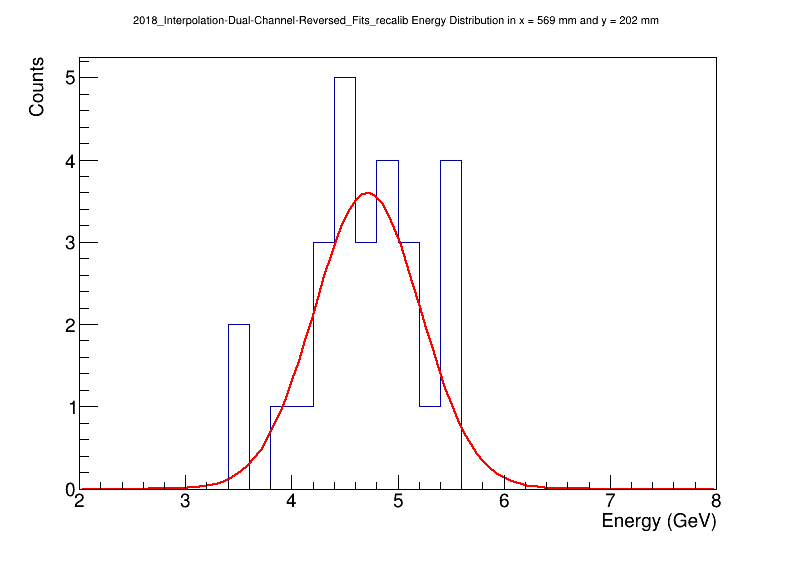 2018_Interpolation-Dual-Channel-Reversed_Fits_recalib Energy Distribution in x = 569 mm and y = 202 mm
Counts
5
4
3
2
1
0
2 3 4 5 6 7 8
Energy (GeV)